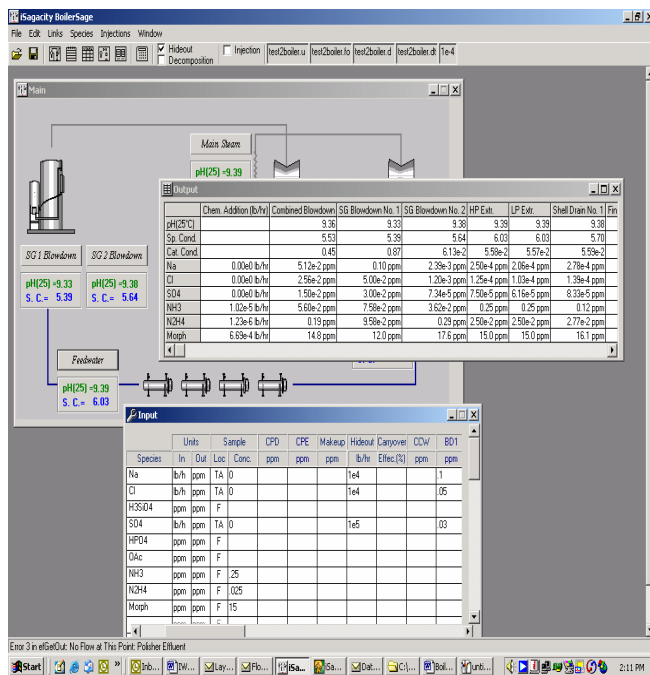 iSagacity BoilerSage
File Edit Links Species Injections Window
Hideout
Decomposition
Injection
test2boiler.u test2boiler.fo test2boiler.d test2boiler.dt 1e-4
Main
Main Steam
pH(25) =9.39
SG 1 Blowdown SG 2 Blowdown
pH(25) =9.33 pH(25) =9.38
S. C.= 5.39 S. C.= 5.64
Feedwater
pH(25) =9.39
S. C.= 6.03
Output
Chem. Addition (lb/hr) Combined Blowdown SG Blowdown No. 1 SG Blowdown No. 2 HP Extr. LP Extr. Shell Drain No. 1 Fin
pH(25°C) 9.36 9.33 9.38 9.39 9.39 9.38
Sp. Cond. 5.53 5.39 5.64 6.03 6.03 5.70
Cat. Cond. 0.45 0.87 6.13e-2 5.58e-2 5.57e-2 5.59e-2
Na 0.00e0 lb/hr 5.12e-2 ppm 0.10 ppm 2.39e-3 ppm 2.50e-4 ppm 2.06e-4 ppm 2.78e-4 ppm
Cl 0.00e0 lb/hr 2.56e-2 ppm 5.00e-2 ppm 1.20e-3 ppm 1.25e-4 ppm 1.03e-4 ppm 1.39e-4 ppm
SO4 0.00e0 lb/hr 1.50e-2 ppm 3.00e-2 ppm 7.34e-5 ppm 7.50e-5 ppm 6.16e-5 ppm 8.33e-5 ppm
NH3 1.02e-5 lb/hr 5.60e-2 ppm 7.58e-2 ppm 3.62e-2 ppm 0.25 ppm 0.25 ppm 0.12 ppm
N2H4 1.23e-6 lb/hr 0.19 ppm 9.58e-2 ppm 0.29 ppm 2.50e-2 ppm 2.50e-2 ppm 2.77e-2 ppm
Morph 6.69e-4 lb/hr 14.8 ppm 12.0 ppm 17.6 ppm 15.0 ppm 15.0 ppm 16.1 ppm
Input
Units Sample CPD CPE Makeup Hideout Carryover CCW BD1
Species In Out Loc Conc. ppm ppm ppm lb/hr Effec.(%) ppm ppm
Na lb/h ppm TA 0 1e4 .1
Cl lb/h ppm TA 0 1e4 .05
H3SiO4 ppm ppm F
SO4 lb/h ppm TA 0 1e5 .03
HPO4 ppm ppm F
OAc ppm ppm F
NH3 ppm ppm F .25
N2H4 ppm ppm F .025
Morph ppm ppm F 15
Error 3 in efGetOut: No Flow at This Point: Polisher Effluent
Start » Inb... IW... Lay... Flo... iSa... iSa... Dat... C:\... Boil... unti... 2:11 PM